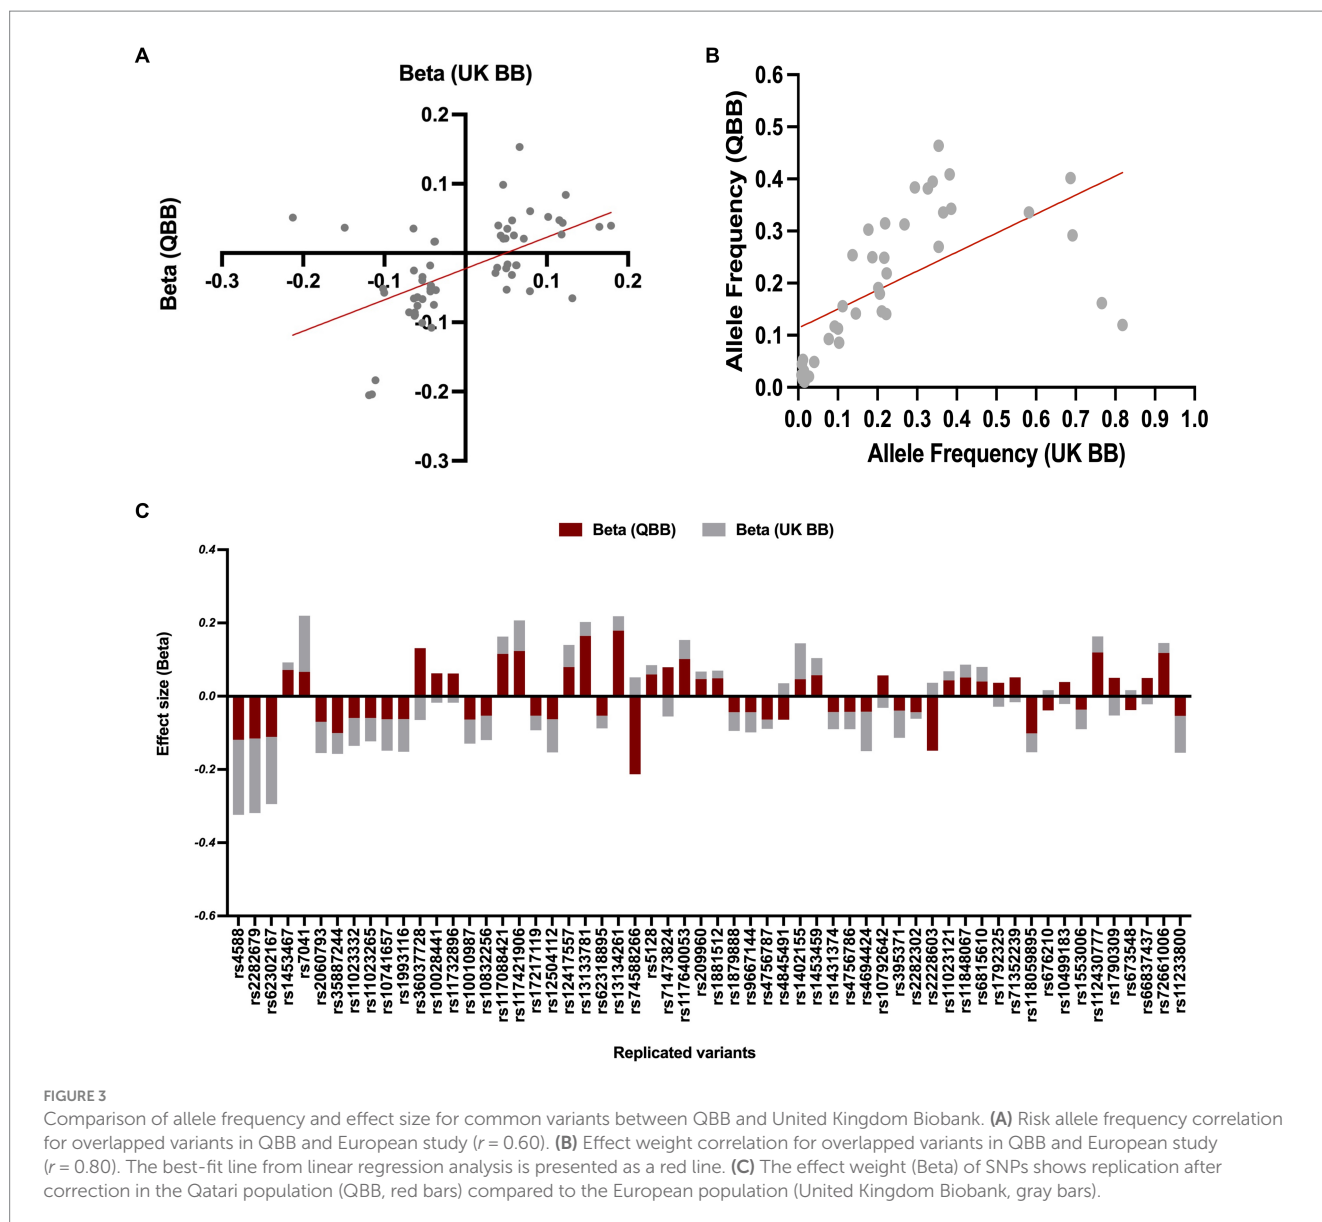 A
Beta (UK BB)
Beta (QBB)
0.2
0.1
-0.3
-0.2
-0.1
0.1
0.2
-0.1
-0.2
-0.3
B
Allele Frequency (QBB)
0.6
0.5
0.4
0.3
0.2
0.1
0.0
0.0 0.1 0.2 0.3 0.4 0.5 0.6 0.7 0.8 0.9 1.0
Allele Frequency (UK BB)
C
Beta (QBB)
Beta (UK BB)
Effect size (Beta)
0.4
0.2
0.0
-0.2
-0.4
-0.6
rs4588
rs2282679
rs62302167
rs1453467
rs7041
rs2060793
rs35887244
rs11023332
rs11023265
rs10741657
rs1993116
rs36037728
rs10028441
rs11732896
rs10010987
rs10832256
rs117088421
rs117421906
rs17217119
rs12504112
rs12417557
rs13133781
rs62318895
rs13134261
rs74588266
rs5128
rs71473824
rs117640053
rs209960
rs1881512
rs1879888
rs9667144
rs4756787
rs4845491
rs1402155
rs1453459
rs1431374
rs4756786
rs4694424
rs10792642
rs395371
rs2282302
rs2228603
rs11023121
rs11848067
rs6815610
rs1792325
rs71352239
rs118059895
rs676210
rs10499183
rs1553006
rs112430777
rs1790309
rs673548
rs66837437
rs72661006
rs11233800
Replicated variants
FIGURE 3
Comparison of allele frequency and effect size for common variants between QBB and United Kingdom Biobank. (A) Risk allele frequency correlation
for overlapped variants in QBB and European study (r = 0.60). (B) Effect weight correlation for overlapped variants in QBB and European study
(r = 0.80). The best-fit line from linear regression analysis is presented as a red line. (C) The effect weight (Beta) of SNPs shows replication after
correction in the Qatari population (QBB, red bars) compared to the European population (United Kingdom Biobank, gray bars).